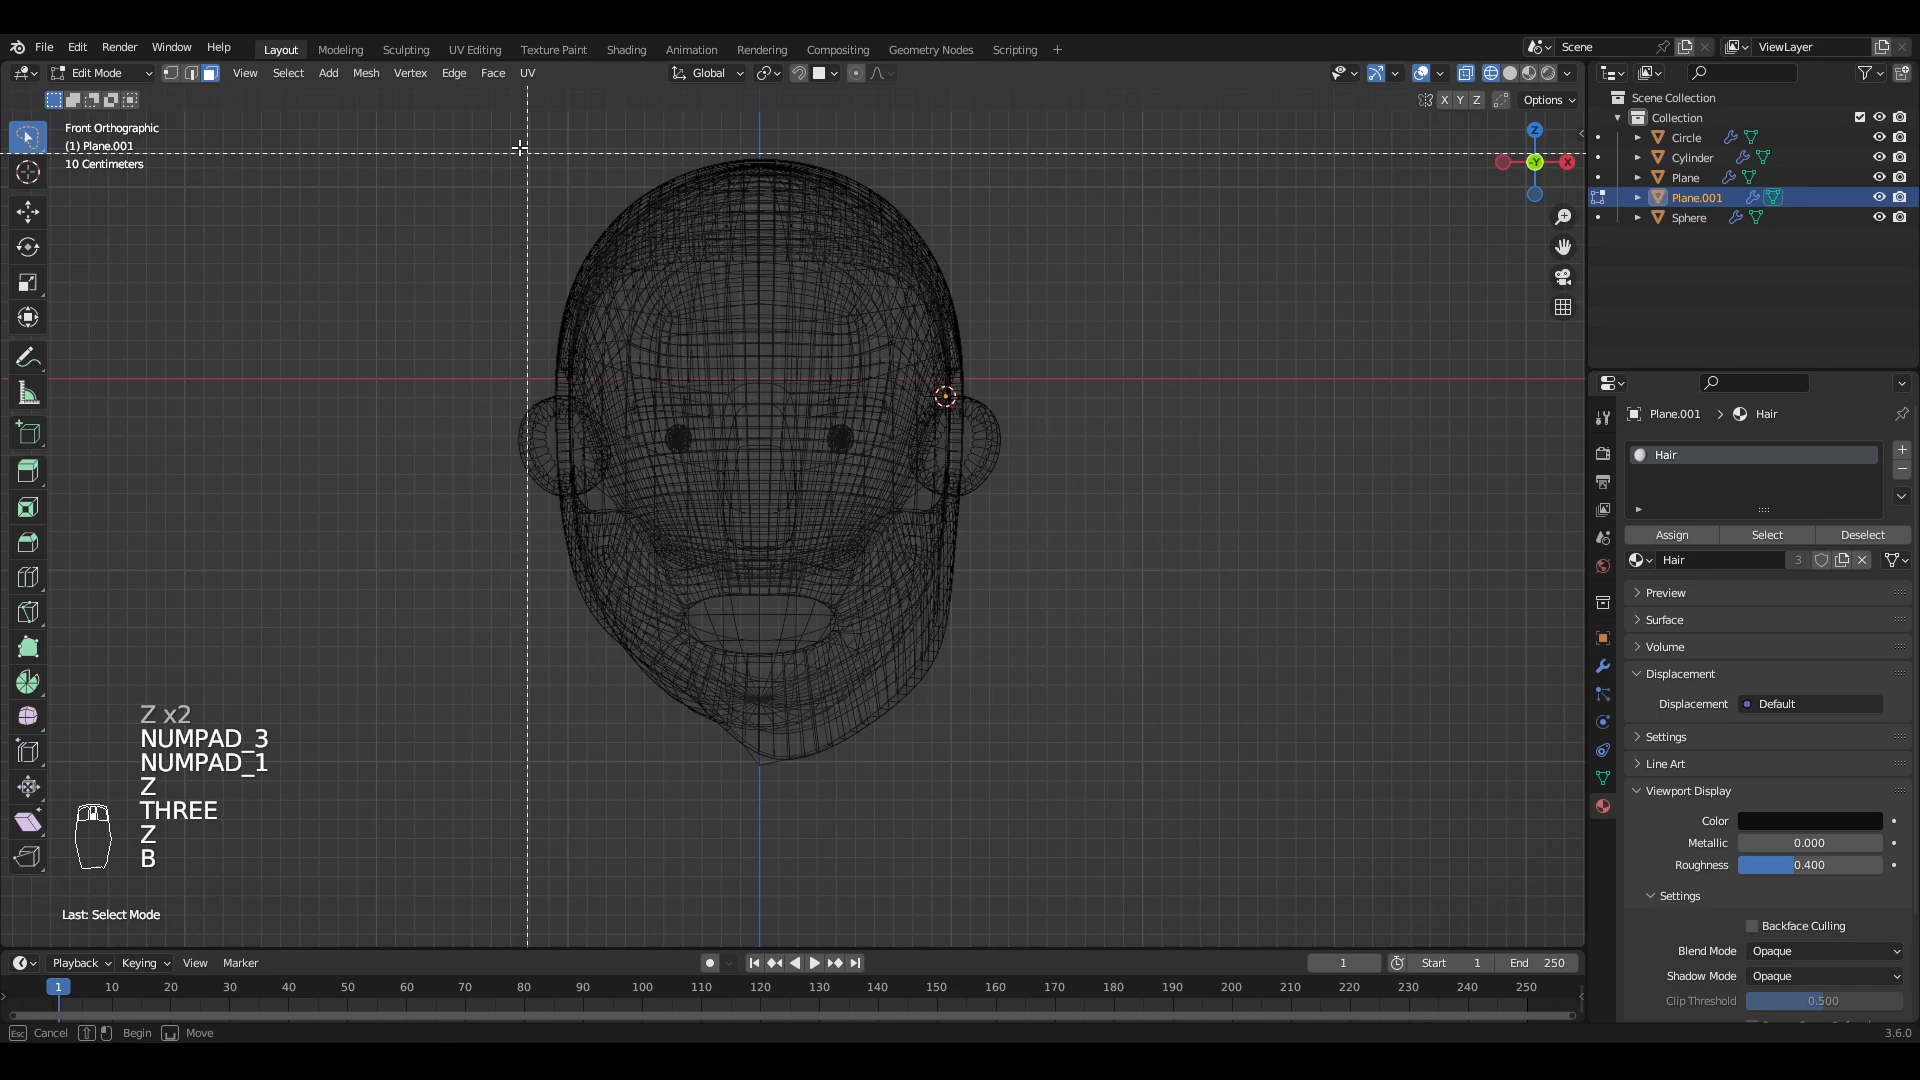 File Edit Render Window Help Layout Modeling Sculpting UV Editing Texture Paint Shading Animation Rendering Compositing Geometry Nodes Scripting + Scene ViewLayer
Edit Mode View Select Add Mesh Vertex Edge Face UV Global
X Y Z Options
Front Orthographic
(1) Plane.001
10 Centimeters
Z
-Y
X
Scene Collection
Collection
Circle
Cylinder
Plane
Plane.001
Sphere
Plane.001 > Hair
Hair
Assign Select Deselect
Hair 3
Preview
Surface
Volume
Displacement
Displacement Default
Settings
Line Art
Viewport Display
Color
Metallic 0.000
Roughness 0.400
Settings
Backface Culling
Blend Mode Opaque
Shadow Mode Opaque
Clip Threshold 0.500
Z x2
NUMPAD_3
NUMPAD_1
Z
THREE
Z
B
Last: Select Mode
Playback Keying View Marker 1 Start 1 End 250
1 10 20 30 40 50 60 70 80 90 100 110 120 130 140 150 160 170 180 190 200 210 220 230 240 250
Esc Cancel Begin Move 3.6.0